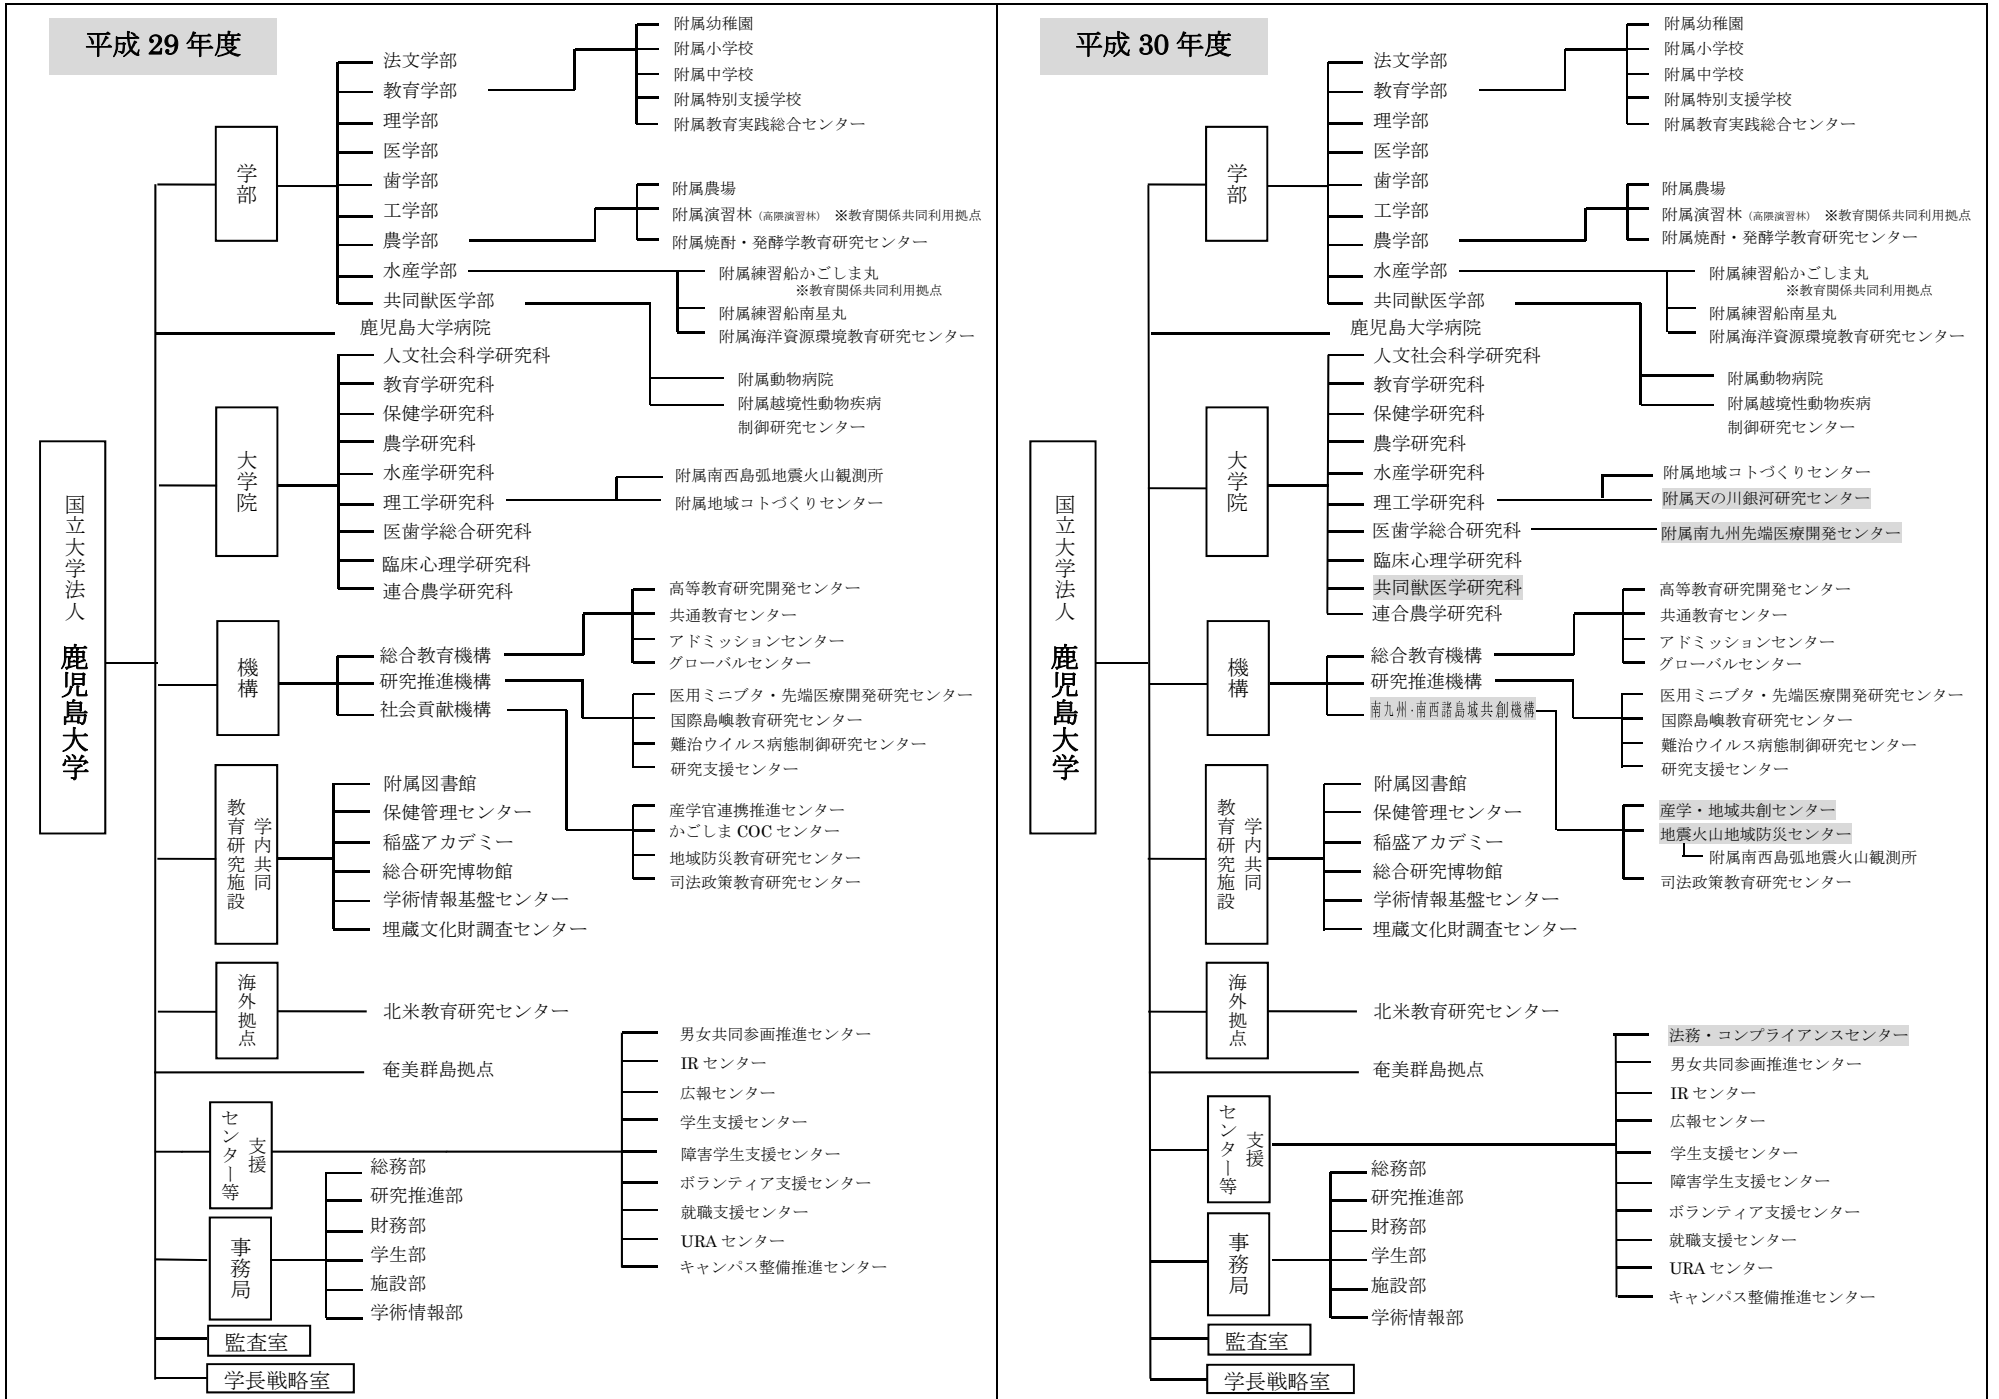 平成 29 年度
国立大学法人 鹿児島大学
学部
法文学部
教育学部
附属幼稚園
附属小学校
附属中学校
附属特別支援学校
附属教育実践総合センター
理学部
医学部
歯学部
工学部
農学部
附属農場
附属演習林（高隈演習林） ※教育関係共同利用拠点
附属焼酎・発酵学教育研究センター
水産学部
附属練習船かごしま丸
※教育関係共同利用拠点
附属練習船南星丸
附属海洋資源環境教育研究センター
共同獣医学部
附属動物病院
附属越境性動物疾病
制御研究センター
鹿児島大学病院
大学院
人文社会科学研究科
教育学研究科
保健学研究科
農学研究科
水産学研究科
理工学研究科
附属南西島弧地震火山観測所
附属地域コトづくりセンター
医歯学総合研究科
臨床心理学研究科
連合農学研究科
機構
総合教育機構
高等教育研究開発センター
共通教育センター
アドミッションセンター
グローバルセンター
研究推進機構
医用ミニブタ・先端医療開発研究センター
国際島嶼教育研究センター
難治ウイルス病態制御研究センター
研究支援センター
社会貢献機構
産学官連携推進センター
かごしま COC センター
地域防災教育研究センター
司法政策教育研究センター
学内共同
教育研究施設
附属図書館
保健管理センター
稲盛アカデミー
総合研究博物館
学術情報基盤センター
埋蔵文化財調査センター
海外拠点
北米教育研究センター
奄美群島拠点
支援
センター等
男女共同参画推進センター
IR センター
広報センター
学生支援センター
障害学生支援センター
ボランティア支援センター
就職支援センター
URA センター
キャンパス整備推進センター
事務局
総務部
研究推進部
財務部
学生部
施設部
学術情報部
監査室
学長戦略室
平成 30 年度
国立大学法人 鹿児島大学
学部
法文学部
教育学部
附属幼稚園
附属小学校
附属中学校
附属特別支援学校
附属教育実践総合センター
理学部
医学部
歯学部
工学部
農学部
附属農場
附属演習林（高隈演習林） ※教育関係共同利用拠点
附属焼酎・発酵学教育研究センター
水産学部
附属練習船かごしま丸
※教育関係共同利用拠点
附属練習船南星丸
附属海洋資源環境教育研究センター
共同獣医学部
附属動物病院
附属越境性動物疾病
制御研究センター
鹿児島大学病院
大学院
人文社会科学研究科
教育学研究科
保健学研究科
農学研究科
水産学研究科
理工学研究科
附属地域コトづくりセンター
附属天の川銀河研究センター
医歯学総合研究科
附属南九州先端医療開発センター
臨床心理学研究科
共同獣医学研究科
連合農学研究科
機構
総合教育機構
高等教育研究開発センター
共通教育センター
アドミッションセンター
グローバルセンター
研究推進機構
医用ミニブタ・先端医療開発研究センター
国際島嶼教育研究センター
難治ウイルス病態制御研究センター
研究支援センター
南九州・南西諸島域共創機構
産学・地域共創センター
地震火山地域防災センター
附属南西島弧地震火山観測所
司法政策教育研究センター
学内共同
教育研究施設
附属図書館
保健管理センター
稲盛アカデミー
総合研究博物館
学術情報基盤センター
埋蔵文化財調査センター
海外拠点
北米教育研究センター
奄美群島拠点
支援
センター等
法務・コンプライアンスセンター
男女共同参画推進センター
IR センター
広報センター
学生支援センター
障害学生支援センター
ボランティア支援センター
就職支援センター
URA センター
キャンパス整備推進センター
事務局
総務部
研究推進部
財務部
学生部
施設部
学術情報部
監査室
学長戦略室